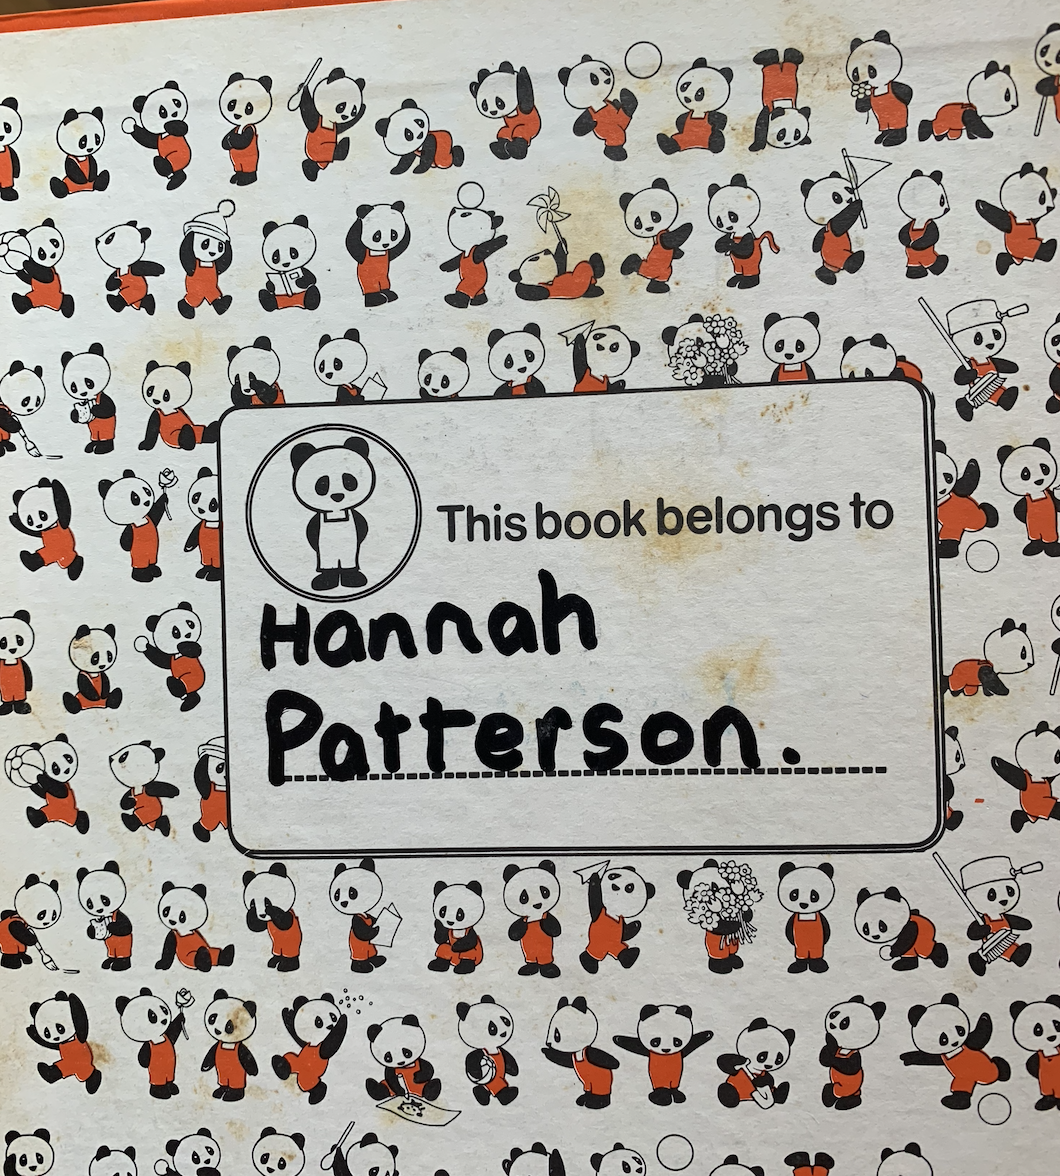 This book belongs to
Hannah
Patterson.